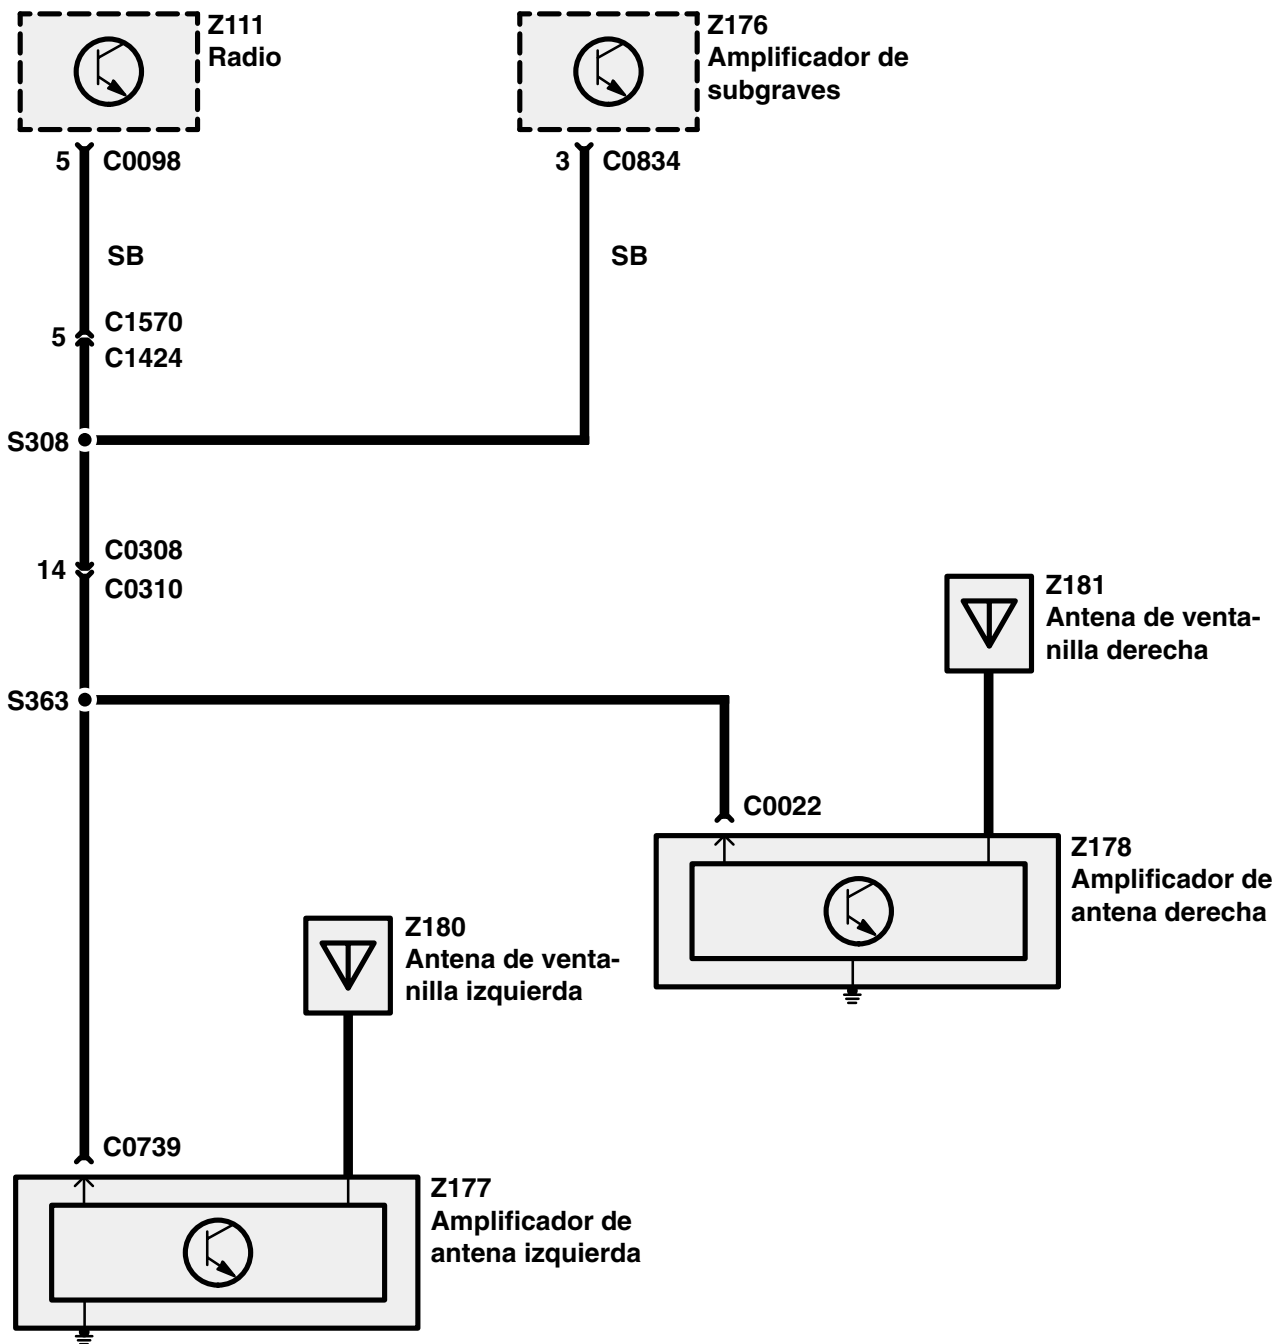 Z111
Radio
Z176
Amplificador de
subgraves
5 C0098
3 C0834
SB
SB
5
C1570
C1424
S308
14
C0308
C0310
Z181
Antena de venta-
nilla derecha
S363
C0022
Z178
Amplificador de
antena derecha
Z180
Antena de venta-
nilla izquierda
C0739
Z177
Amplificador de
antena izquierda